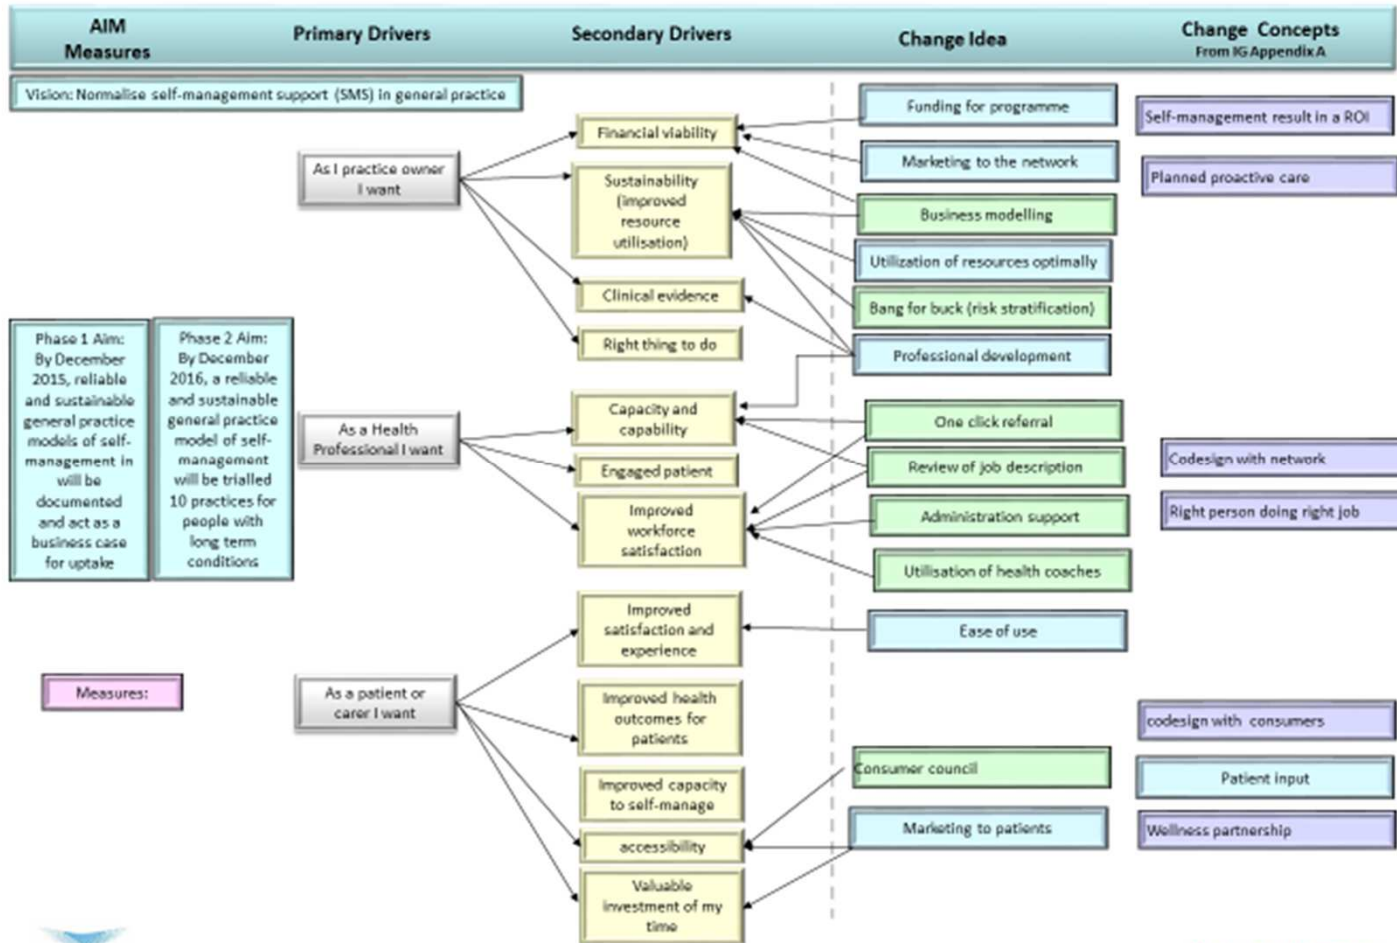 AIM
Measures
Primary Drivers
Secondary Drivers
Change Idea
Change Concepts
From IG Appendix A
Vision: Normalise self-management support (SMS) in general practice
Phase 1 Aim:
By December
2015, reliable
and sustainable
general practice
models of self-
management in
will be
documented
and act as a
business case
for uptake
Phase 2 Aim:
By December
2016, a reliable
and sustainable
general practice
model of self-
management
will be trialled
10 practices for
people with
long term
conditions
Measures:
As I practice owner
I want
As a Health
Professional I want
As a patient or
carer I want
Financial viability
Sustainability
(improved
resource
utilisation)
Clinical evidence
Right thing to do
Capacity and
capability
Engaged patient
Improved
workforce
satisfaction
Improved
satisfaction and
experience
Improved health
outcomes for
patients
Improved capacity
to self-manage
accessibility
Valuable
investment of my
time
Funding for programme
Marketing to the network
Business modelling
Utilization of resources optimally
Bang for buck (risk stratification)
Professional development
One click referral
Review of job description
Administration support
Utilisation of health coaches
Ease of use
Consumer council
Marketing to patients
Self-management result in a ROI
Planned proactive care
Codesign with network
Right person doing right job
codesign with consumers
Patient input
Wellness partnership